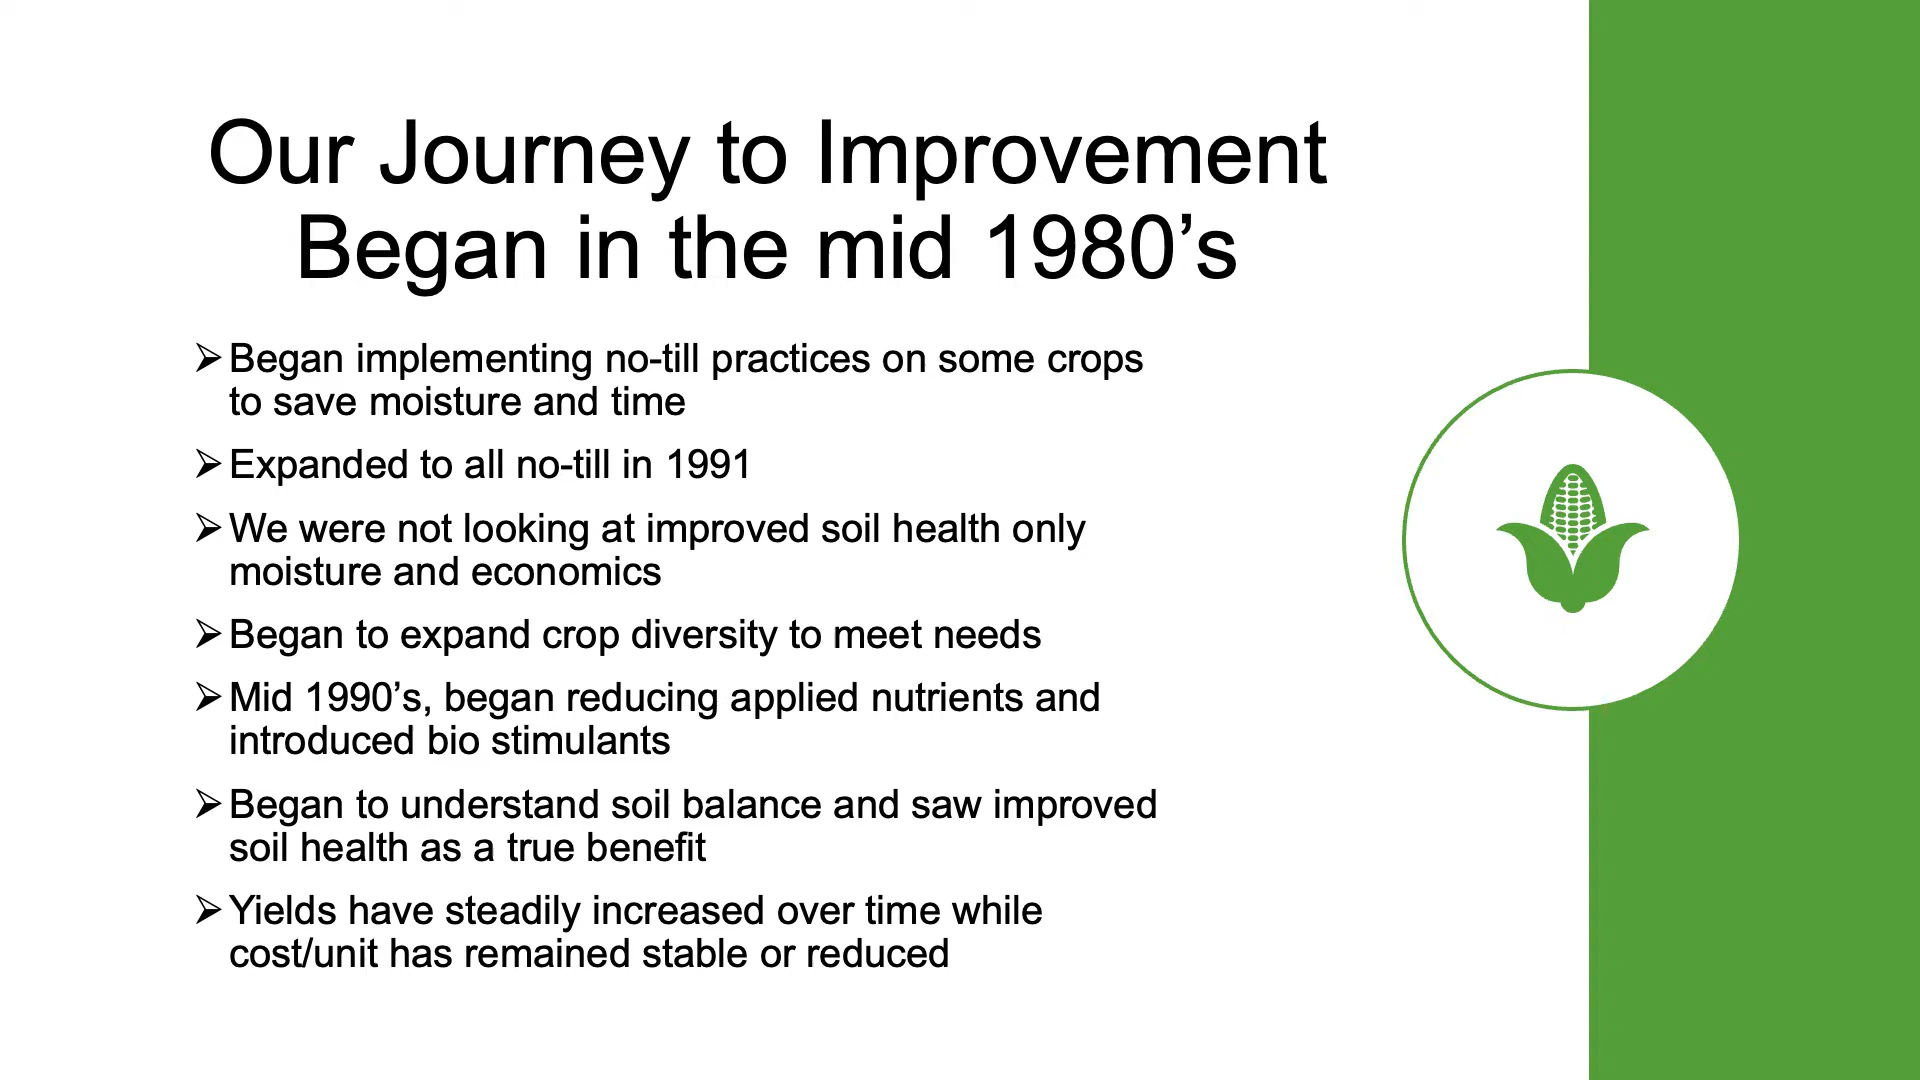 Our Journey to Improvement
Began in the mid 1980’s
➢Began implementing no-till practices on some crops
to save moisture and time
➢Expanded to all no-till in 1991
➢We were not looking at improved soil health only
moisture and economics
➢Began to expand crop diversity to meet needs
➢Mid 1990’s, began reducing applied nutrients and
introduced bio stimulants
➢Began to understand soil balance and saw improved
soil health as a true benefit
➢Yields have steadily increased over time while
cost/unit has remained stable or reduced